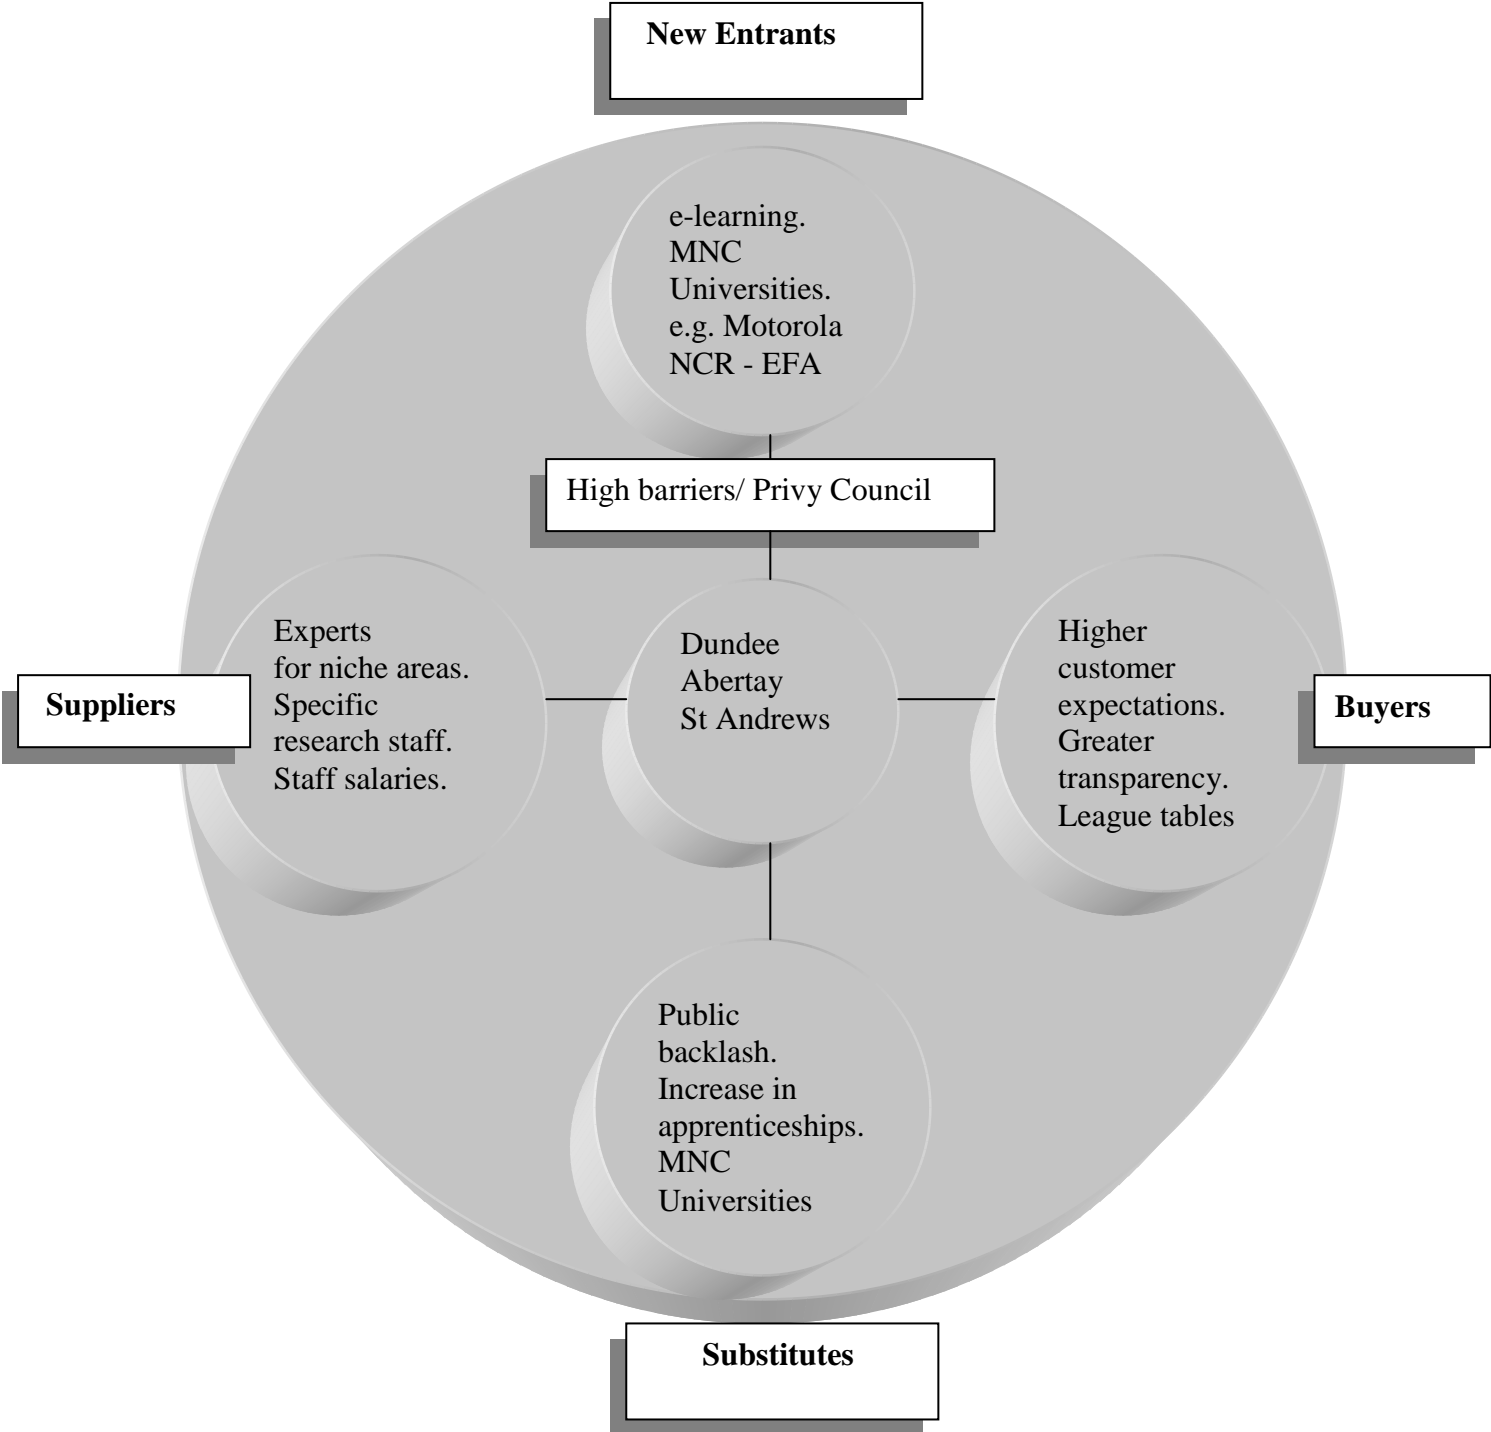 New Entrants
e-learning.
MNC
Universities.
e.g. Motorola
NCR - EFA
High barriers/ Privy Council
Suppliers
Experts
for niche areas.
Specific
research staff.
Staff salaries.
Dundee
Abertay
St Andrews
Higher
customer
expectations.
Greater
transparency.
League tables
Buyers
Public
backlash.
Increase in
apprenticeships.
MNC
Universities
Substitutes